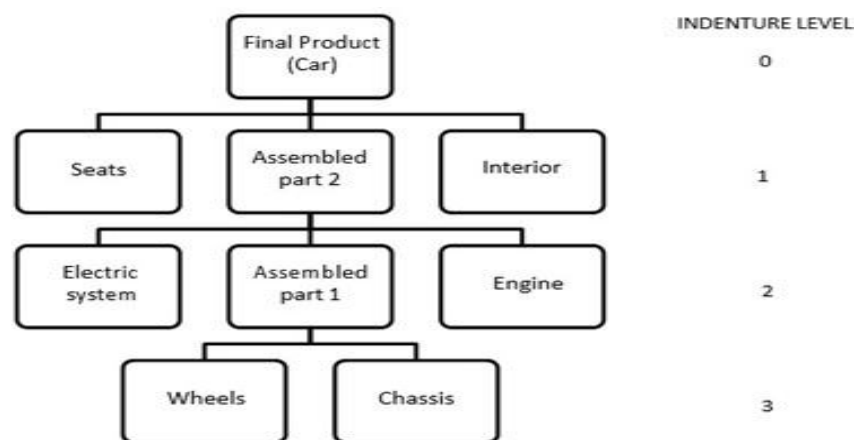 INDENTURE LEVEL
Final Product
(Car)
0
Seats
Assembled
part 2
Interior
1
Electric
system
Assembled
part 1
Engine
2
Wheels
Chassis
3